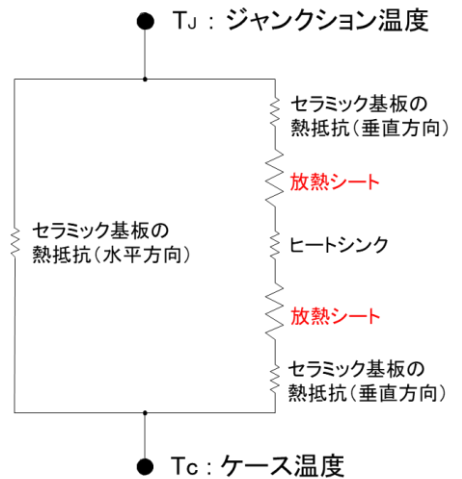 TJ : ジャンクション温度
セラミック基板の
熱抵抗(垂直方向)
放熱シート
セラミック基板の
熱抵抗(水平方向)
ヒートシンク
放熱シート
セラミック基板の
熱抵抗(垂直方向)
Tc : ケース温度